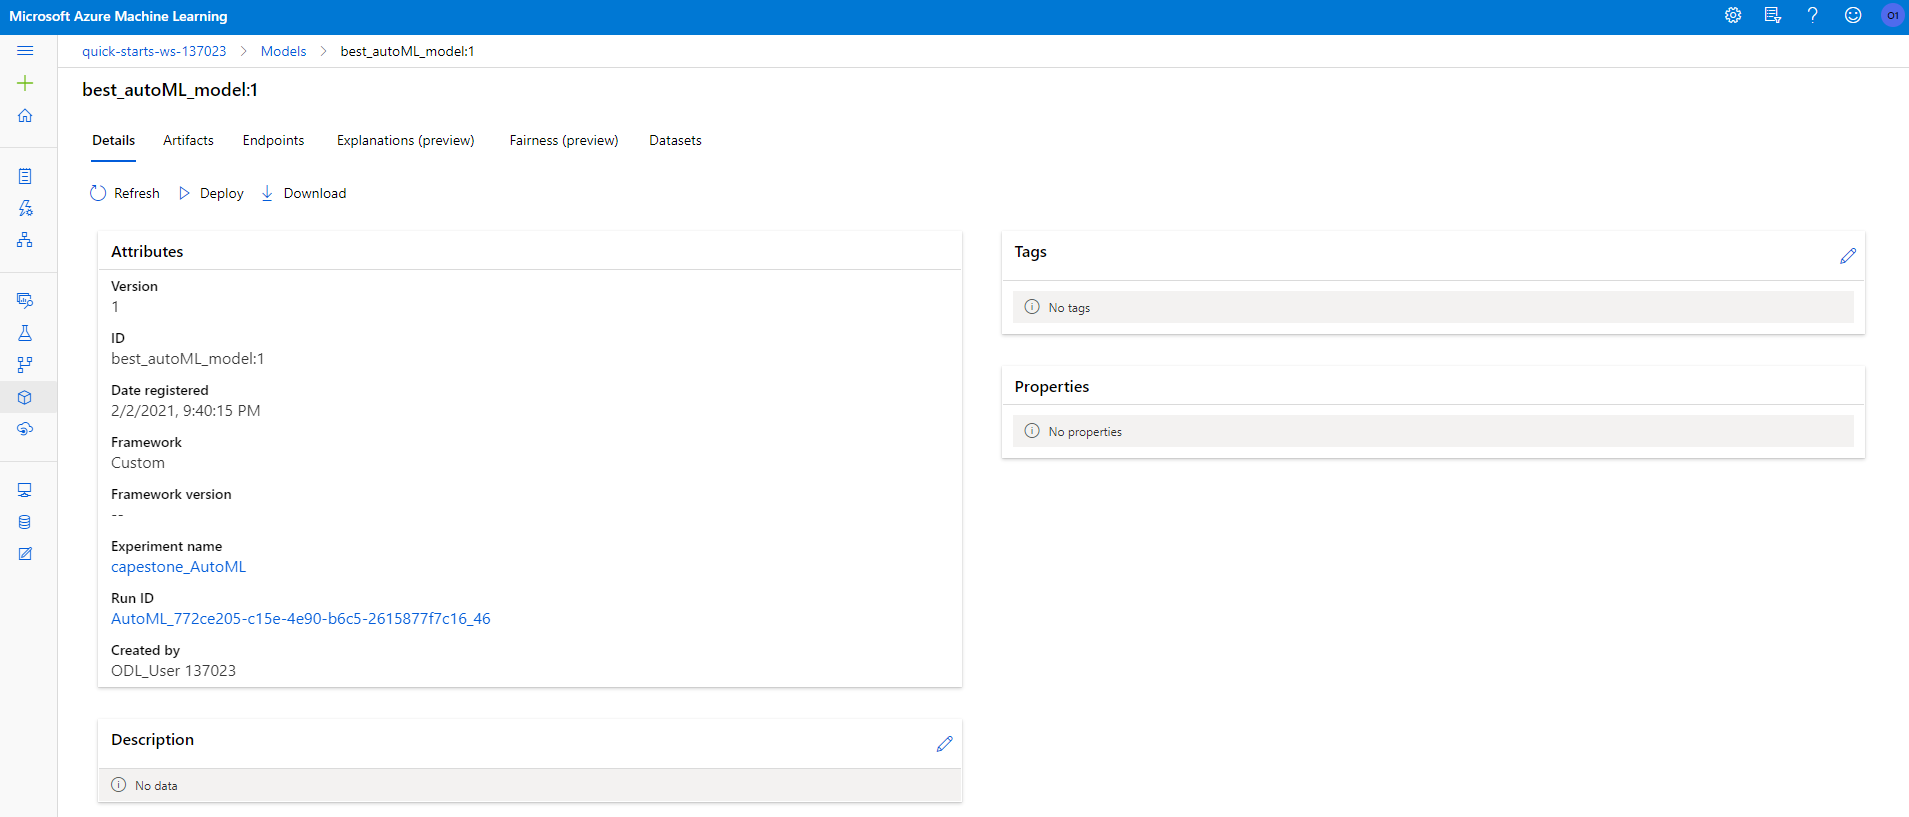 Microsoft Azure Machine Learning
O1
quick-starts-ws-137023 > Models > best_autoML_model:1
best_autoML_model:1
Details Artifacts Endpoints Explanations (preview) Fairness (preview) Datasets
Refresh Deploy Download
Attributes
Version
1
ID
best_autoML_model:1
Date registered
2/2/2021, 9:40:15 PM
Framework
Custom
Framework version
--
Experiment name
capestone_AutoML
Run ID
AutoML_772ce205-c15e-4e90-b6c5-2615877f7c16_46
Created by
ODL_User 137023
Description
No data
Tags
No tags
Properties
No properties